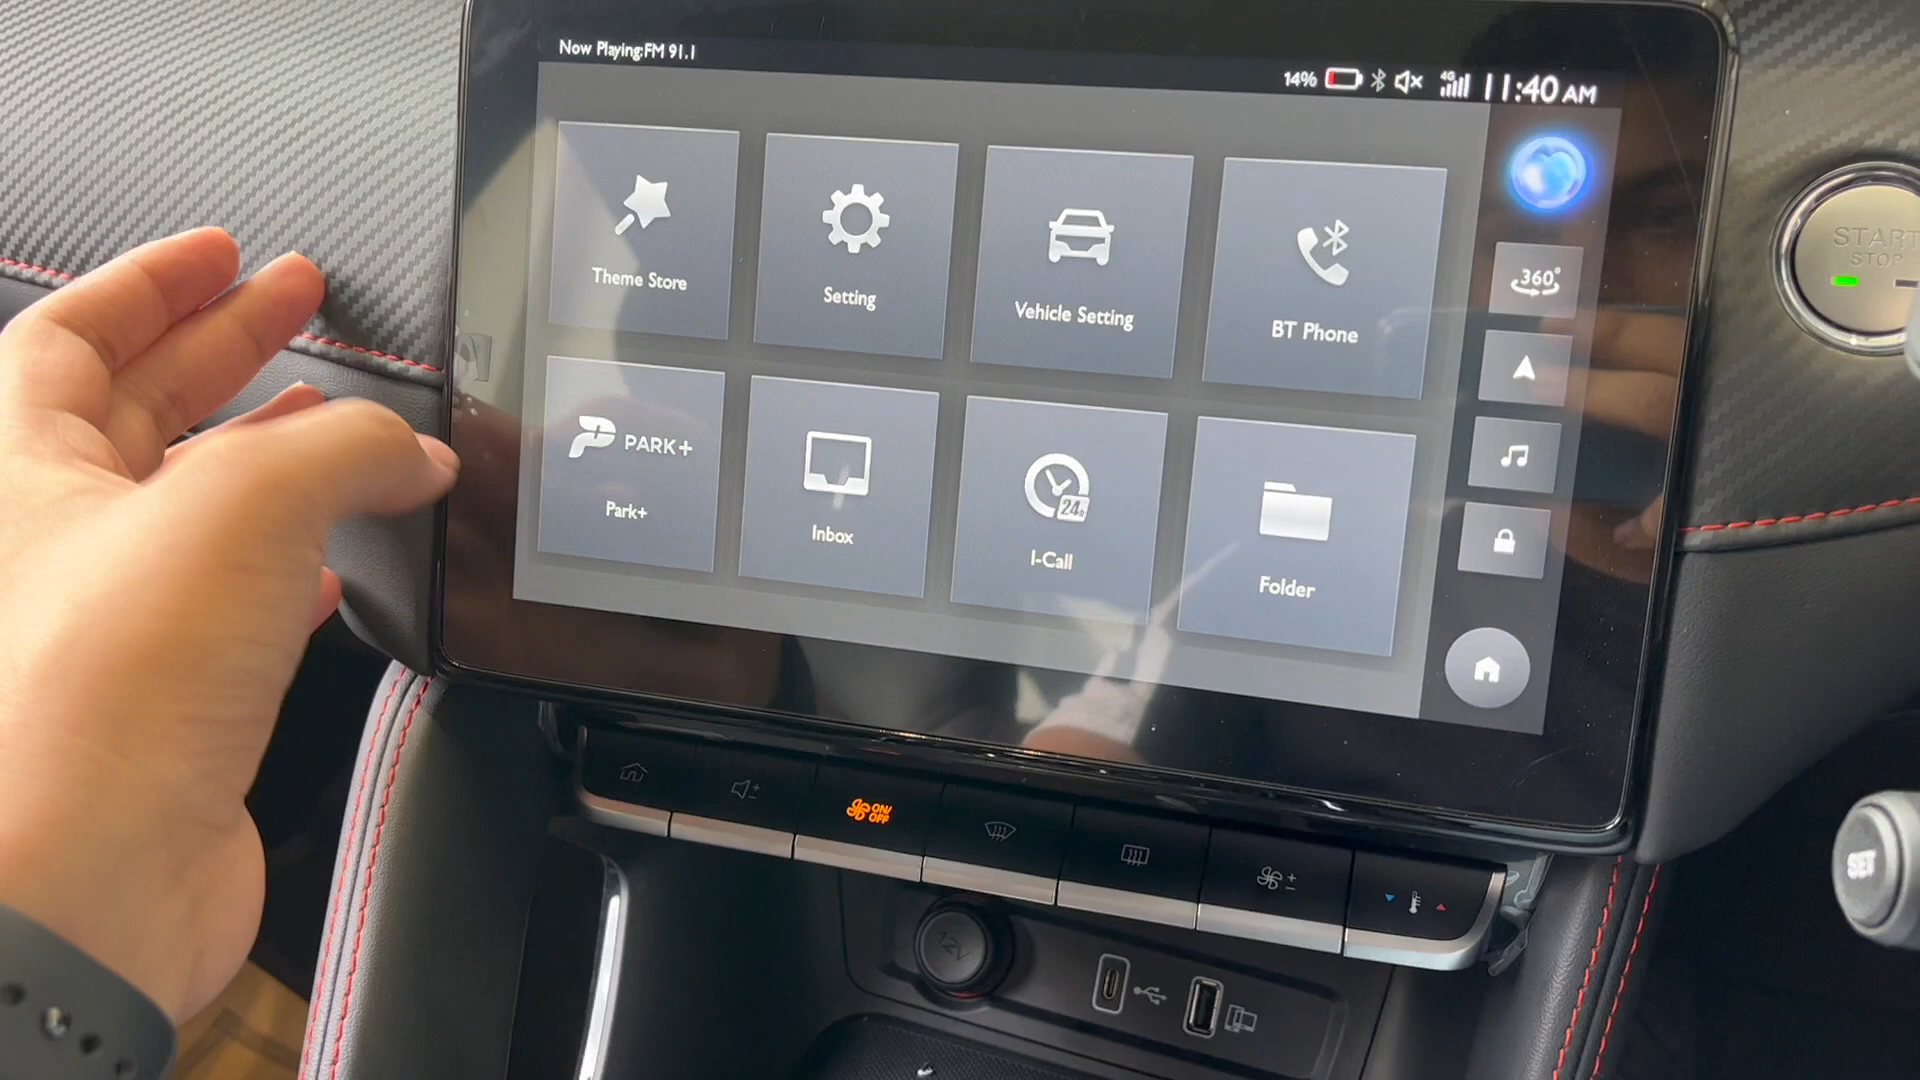 Now Playing:FM 91.1
14% 4G 11:40 AM
Theme Store
Setting
Vehicle Setting
BT Phone
360°
PARK+
Park+
Inbox
24h
I-Call
Folder
START
STOP
ON/
OFF
SET
12V